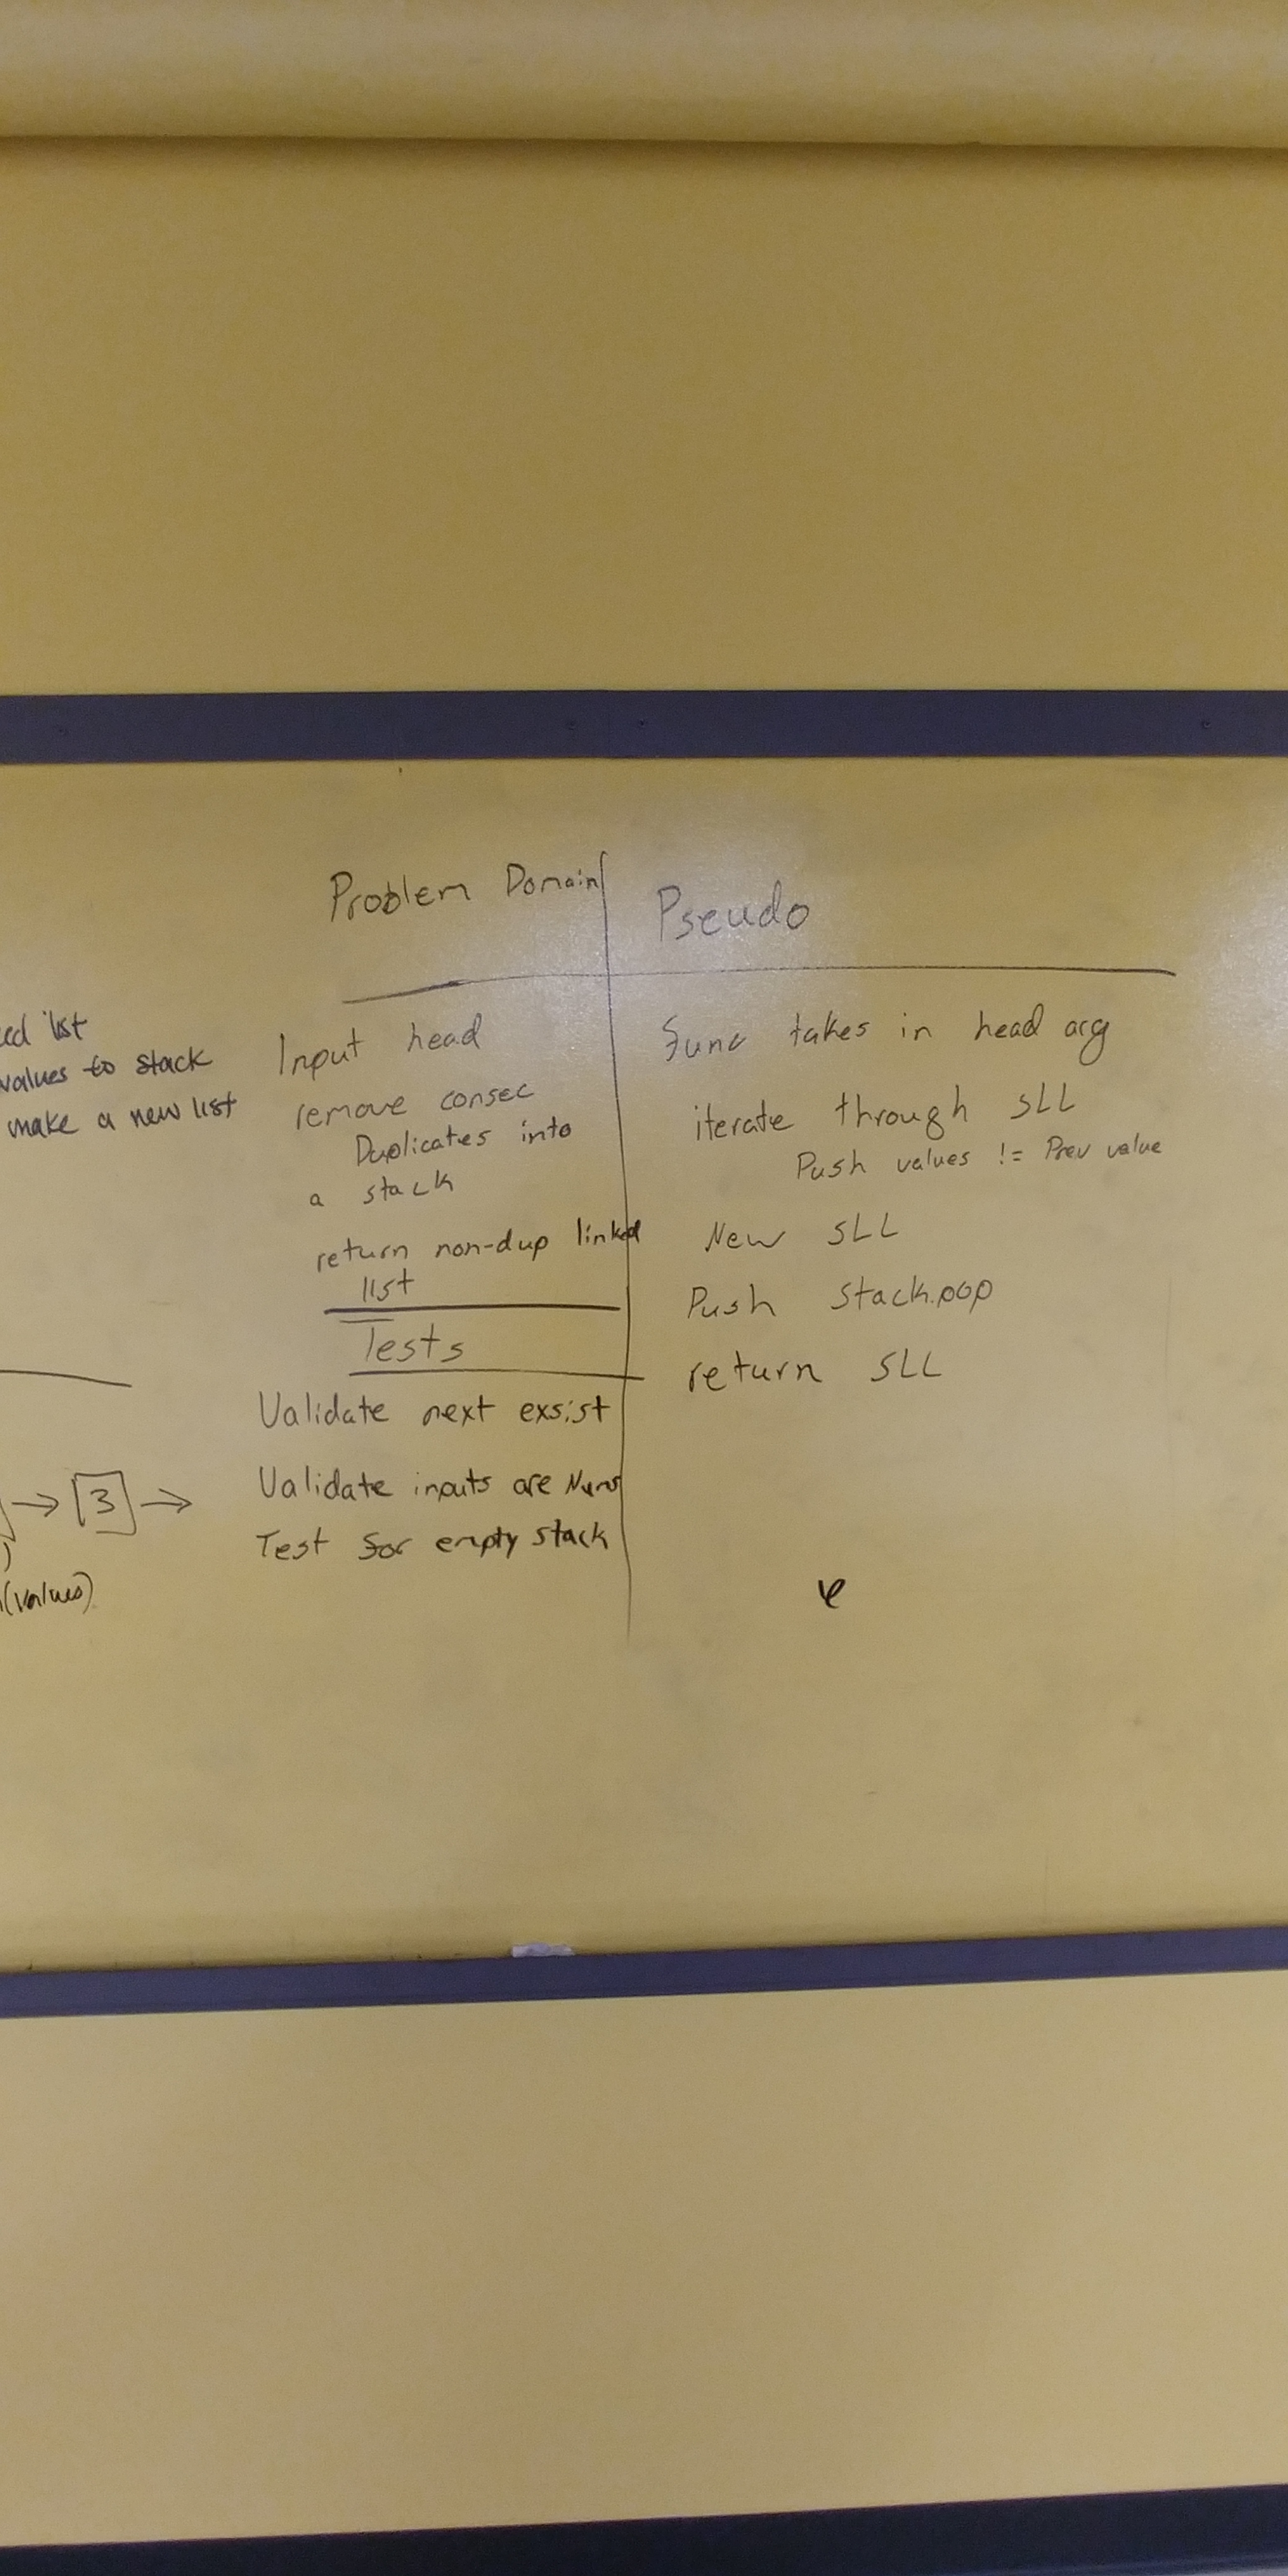 list
values to stack
make a new list
→ [3] →
(values)
Problem Domain
Input head
remove consec
Duplicates into
a stack
return non-dup linked
list
Tests
Validate next exsist
Validate inputs are Nums
Test for empty stack
Pseudo
Func takes in head arg
iterate through SLL
Push values != Prev value
New SLL
Push stack.pop
return SLL